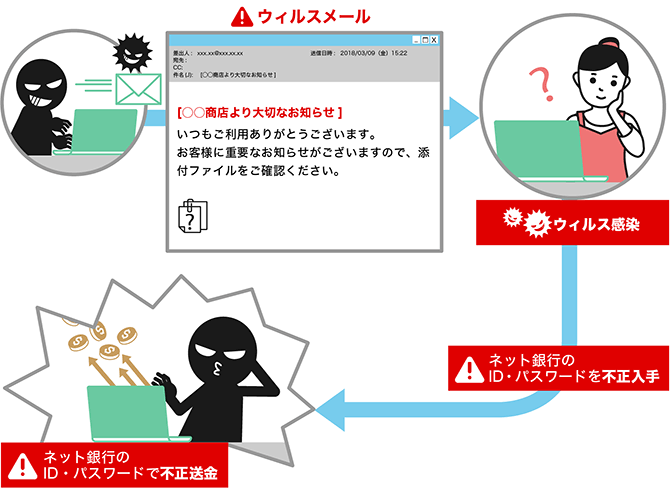 ウィルスメール
差出人: xxx.xx@xxx.xx.xx 送信日時: 2018/03/09（金）15:22
宛先:
CC:
件名(J): [○○商店より大切なお知らせ]
[○○商店より大切なお知らせ ]
いつもご利用ありがとうございます。
お客様に重要なお知らせがございますので、添
付ファイルをご確認ください。
?
?
ウィルス感染
ネット銀行の
ID・パスワードを不正入手
ネット銀行の
ID・パスワードで不正送金